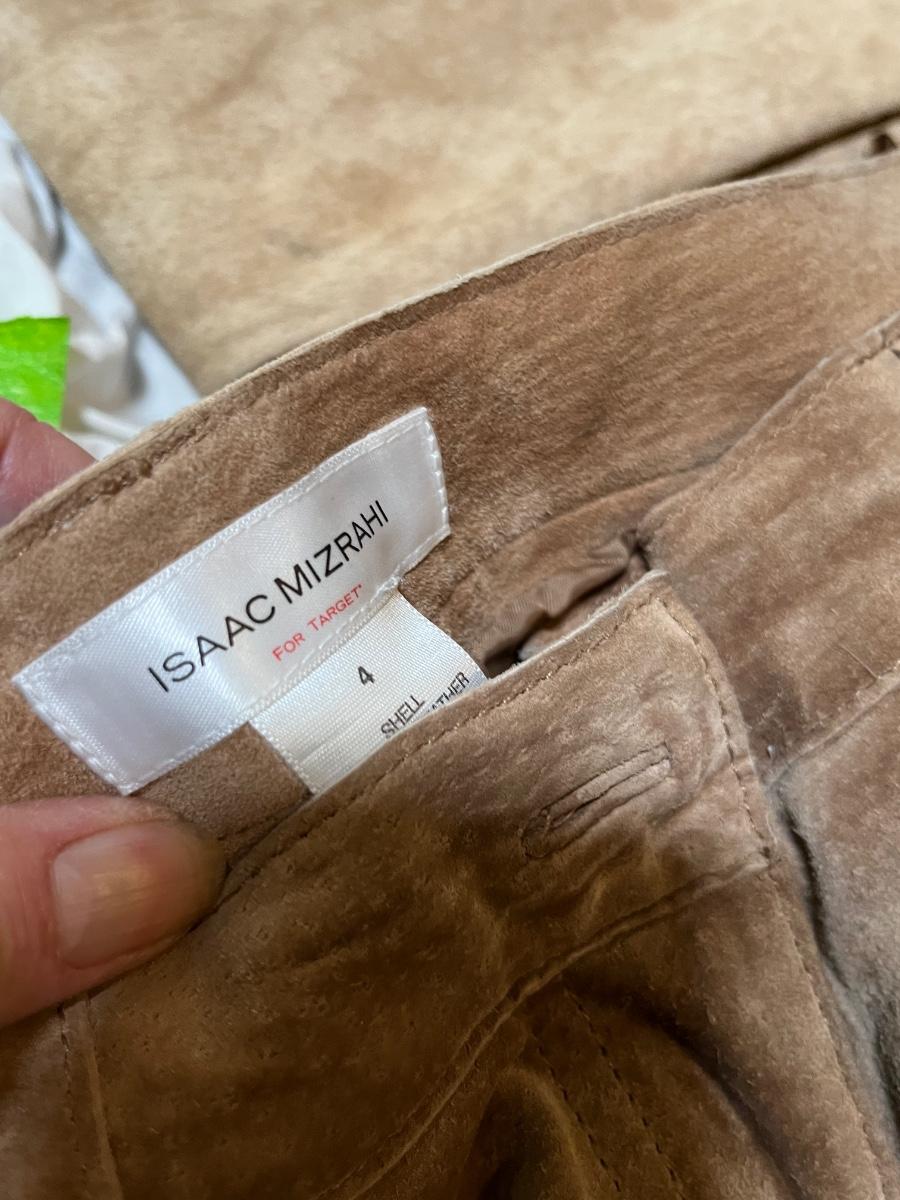 ISAAC MIZRAHI
FOR TARGET*
4
SHELL